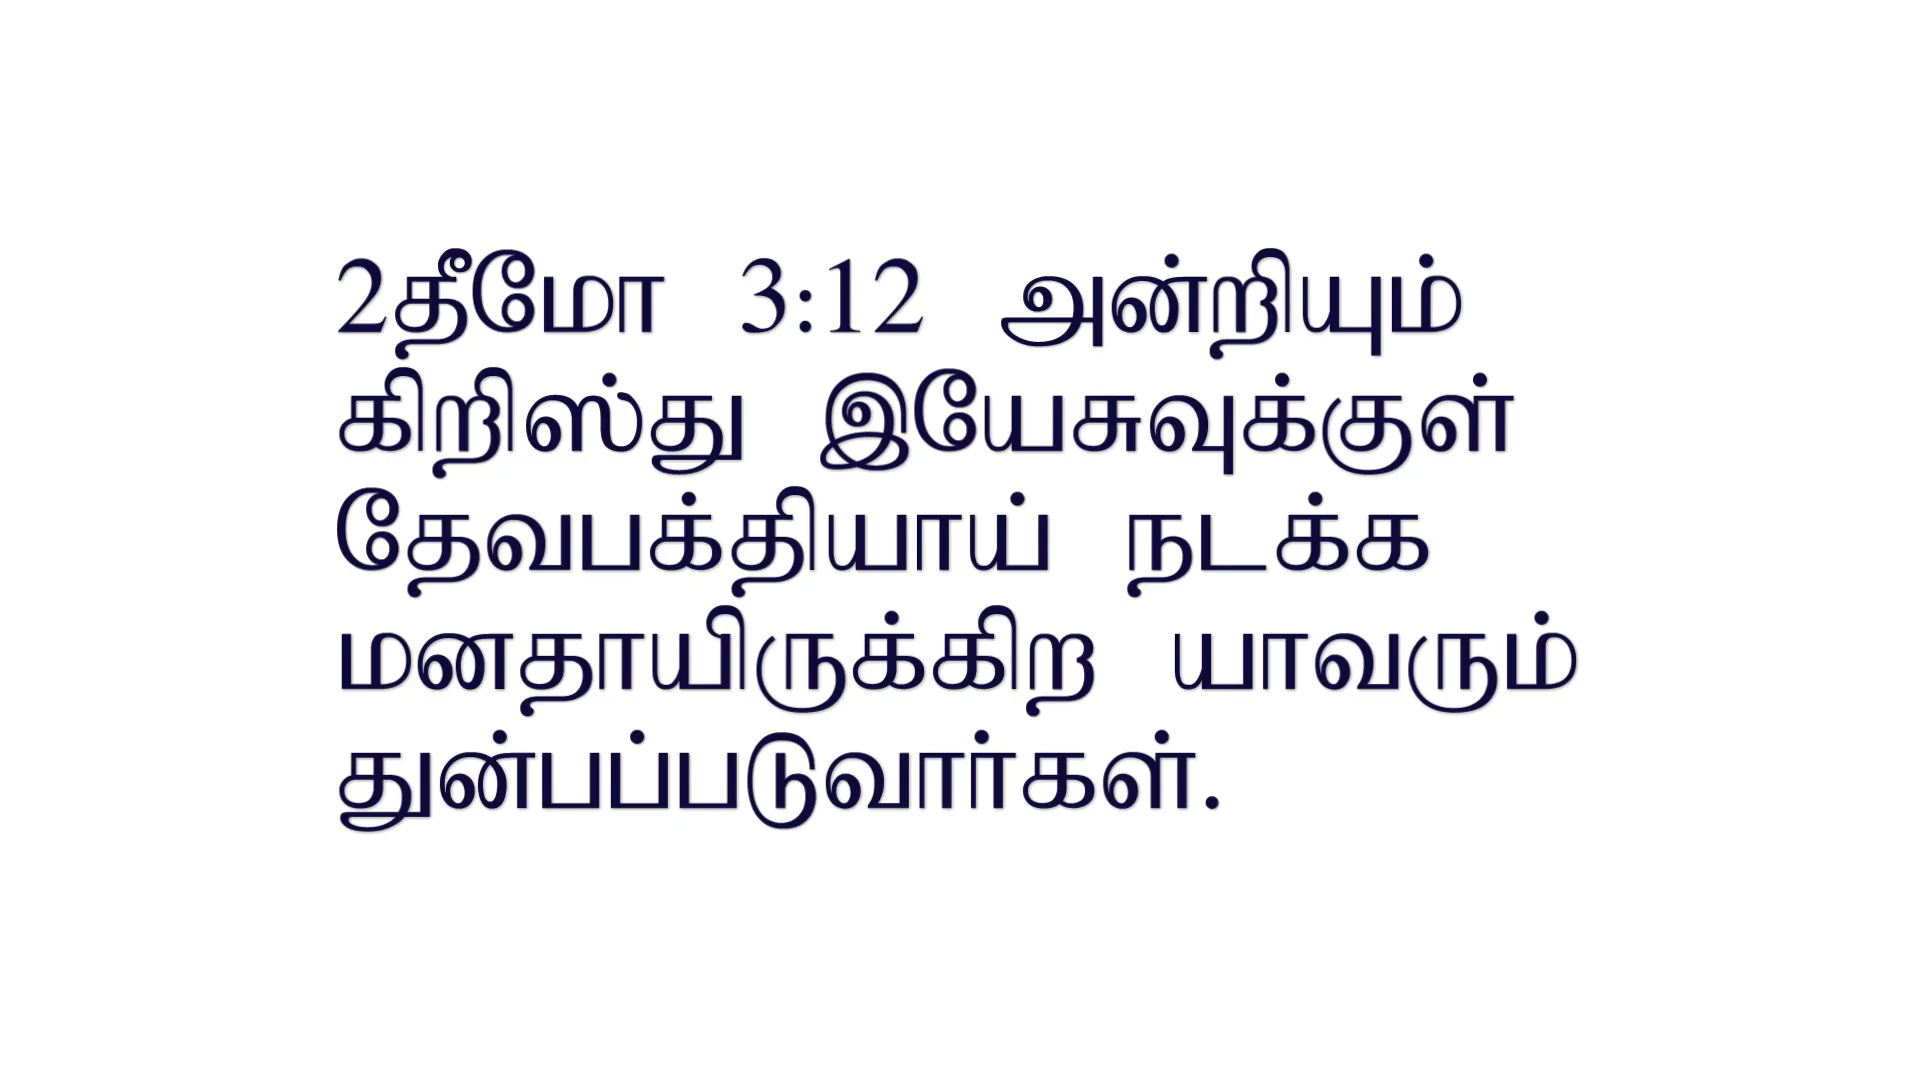 2தீமோ 3:12 அன்றியும்
கிறிஸ்து இயேசுவுக்குள்
தேவபக்தியாய் நடக்க
மனதாயிருக்கிற யாவரும்
துன்பப்படுவார்கள்.